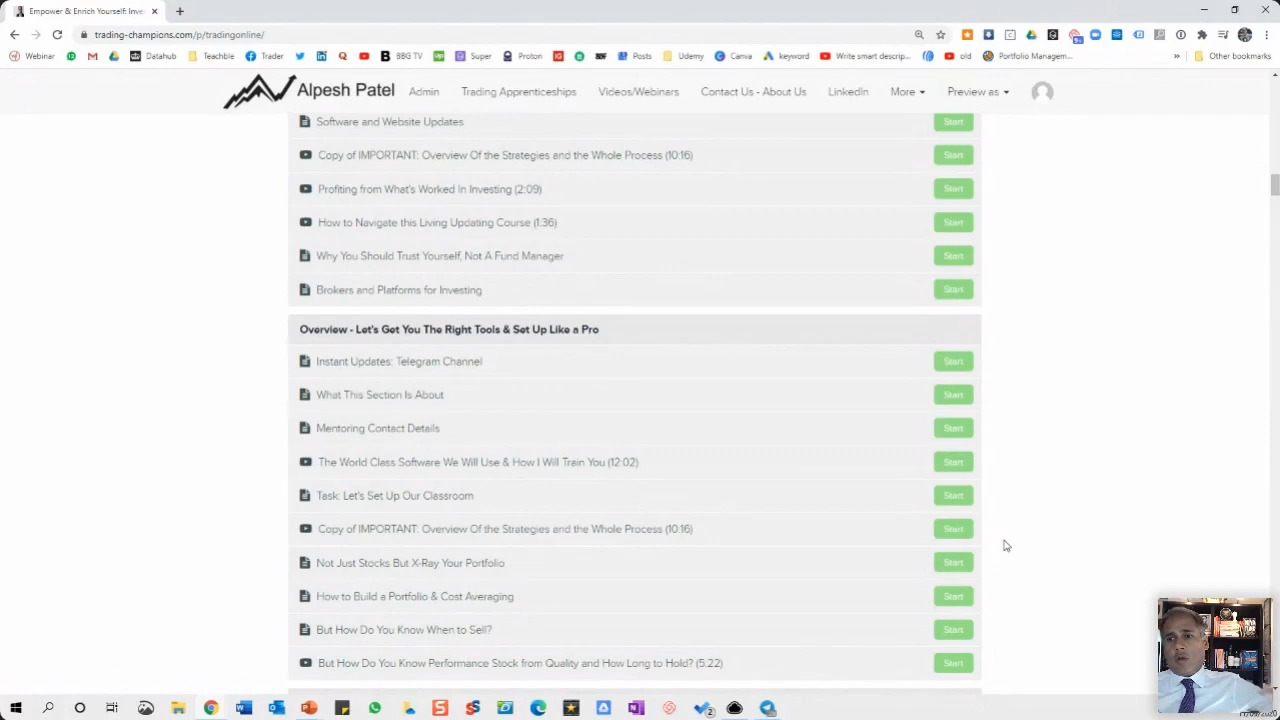 Empower & Enrich Yourself: Inve
trading-champions.com/p/tradingonline/
Webinar 12 AM Datahub Teachble Trader Quora BBG TV Super Proton Posts Udemy Canva keyword Write smart descript... old Portfolio Managem... » Other bookmarks
Alpesh Patel Admin Trading Apprenticeships Videos/Webinars Contact Us - About Us LinkedIn More Preview as
Software and Website Updates Start
Copy of IMPORTANT: Overview Of the Strategies and the Whole Process (10:16) Start
Profiting from What's Worked In Investing (2:09) Start
How to Navigate this Living Updating Course (1:36) Start
Why You Should Trust Yourself, Not A Fund Manager Start
Brokers and Platforms for Investing Start
Overview - Let's Get You The Right Tools & Set Up Like a Pro
Instant Updates: Telegram Channel Start
What This Section Is About Start
Mentoring Contact Details Start
The World Class Software We Will Use & How I Will Train You (12:02) Start
Task: Let's Set Up Our Classroom Start
Copy of IMPORTANT: Overview Of the Strategies and the Whole Process (10:16) Start
Not Just Stocks But X-Ray Your Portfolio Start
How to Build a Portfolio & Cost Averaging Start
But How Do You Know When to Sell? Start
But How Do You Know Performance Stock from Quality and How Long to Hold? (5:22) Start